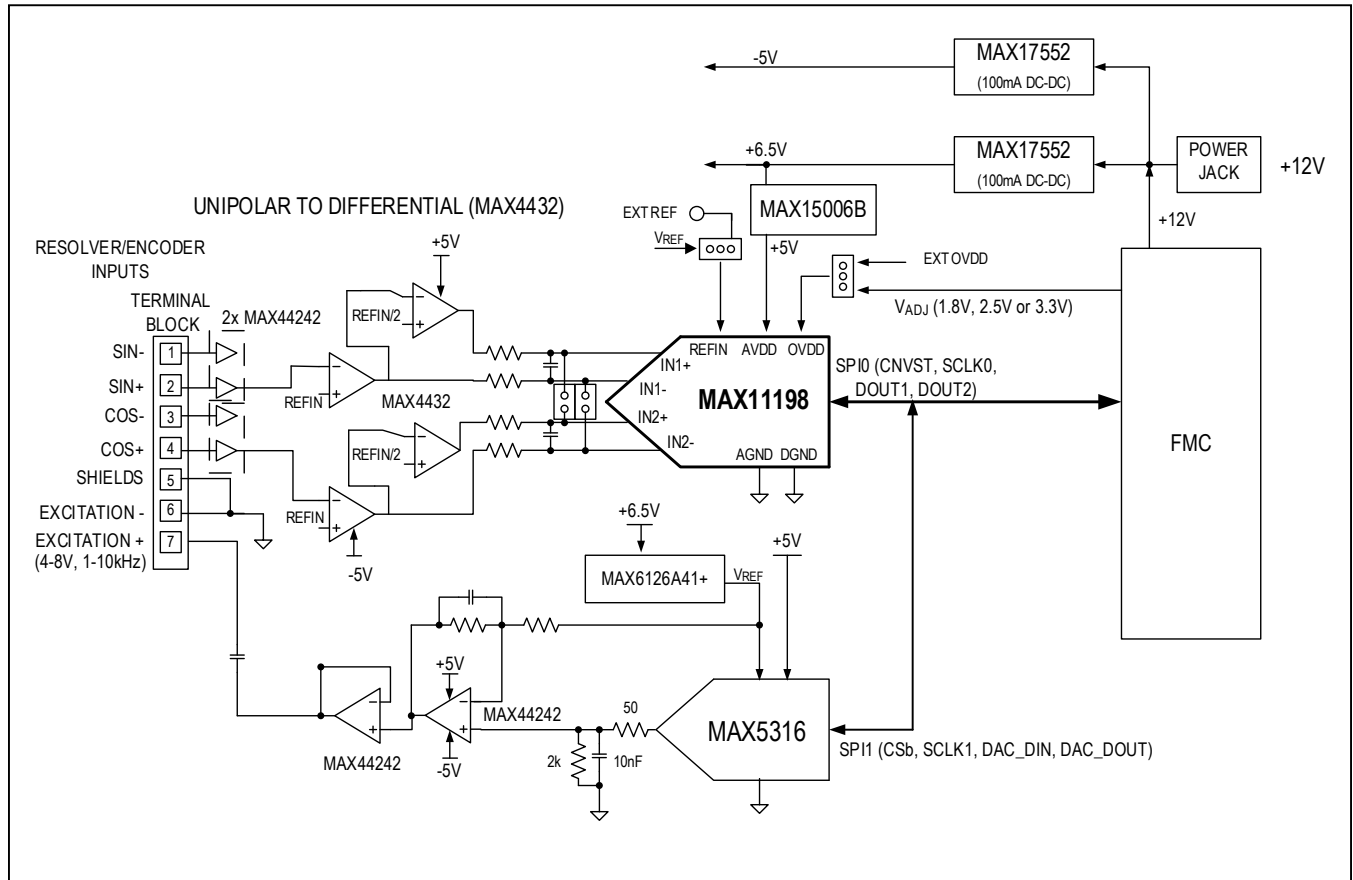 MAX17552
(100mA DC-DC)
-5V
MAX17552
(100mA DC-DC)
+6.5V
POWER
JACK
+12V
+12V
MAX15006B
+5V
UNIPOLAR TO DIFFERENTIAL (MAX4432)
EXTREF
VREF
EXTOVDD
VADJ (1.8V, 2.5V or 3.3V)
RESOLVER/ENCODER
INPUTS
TERMINAL
BLOCK
2x MAX44242
SIN- 1
SIN+ 2
COS- 3
COS+ 4
SHIELDS 5
EXCITATION - 6
EXCITATION + 7
(4-8V, 1-10kHz)
+5V
-
REFIN/2
+
-
REFIN
+
MAX4432
-
REFIN/2
+
-
REFIN
+
-5V
REFIN AVDD OVDD
IN1+
IN1-
IN2+
IN2-
MAX11198
AGND DGND
SPI0 (CNVST, SCLK0,
DOUT1, DOUT2)
FMC
+6.5V
+5V
MAX6126A41+
VREF
+5V
-
+
MAX44242
-5V
-
+
MAX44242
50
2k
10nF
MAX5316
SPI1 (CSb, SCLK1, DAC_DIN, DAC_DOUT)